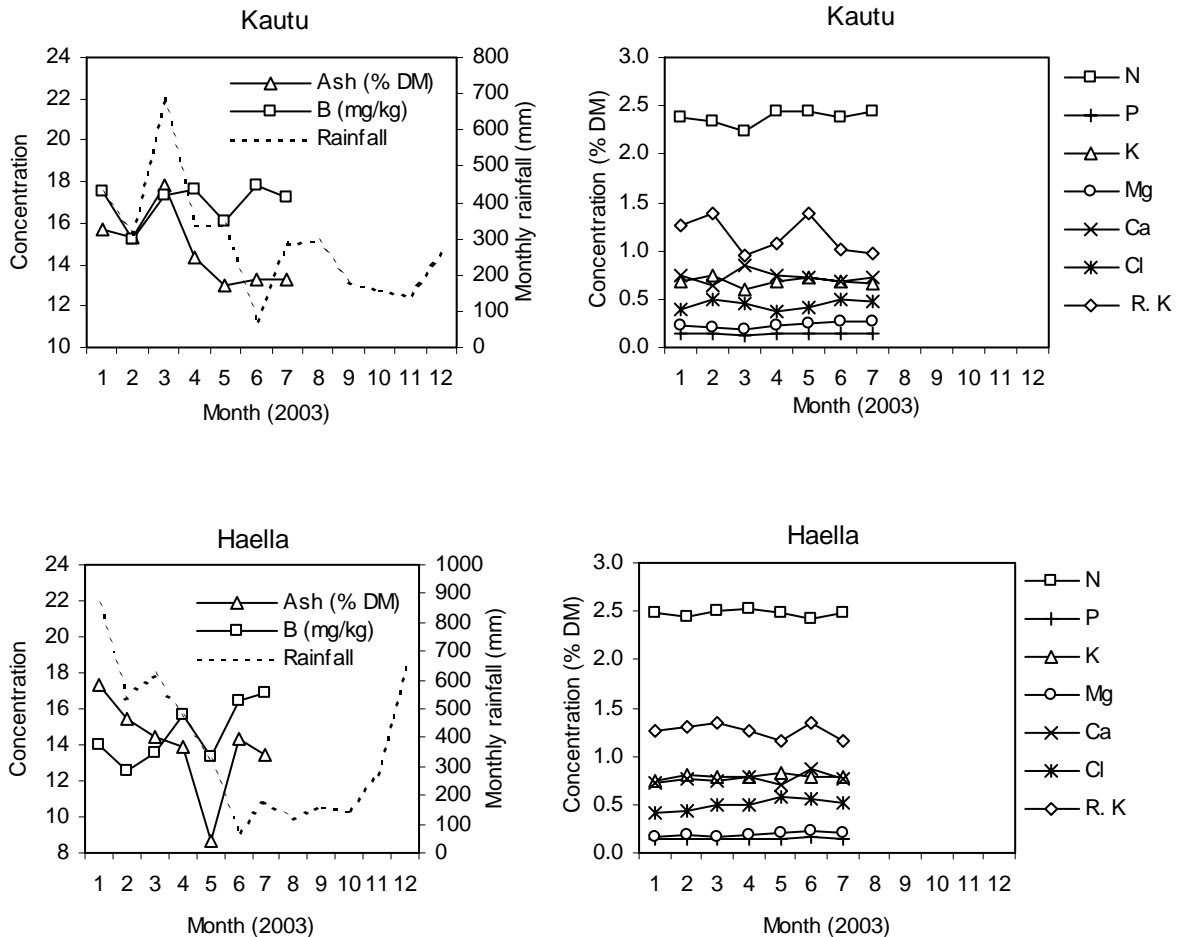 Kautu
24
22
20
18
16
14
12
10
Concentration
800
700
600
500
400
300
200
100
0
Monthly rainfall (mm)
Ash (% DM)
B (mg/kg)
Rainfall
1 2 3 4 5 6 7 8 9 10 11 12
Month (2003)
Kautu
3.0
2.5
2.0
1.5
1.0
0.5
0.0
Concentration (% DM)
1 2 3 4 5 6 7 8 9 10 11 12
Month (2003)
N
P
K
Mg
Ca
Cl
R. K
Haella
24
22
20
18
16
14
12
10
8
Concentration
1000
900
800
700
600
500
400
300
200
100
0
Monthly rainfall (mm)
Ash (% DM)
B (mg/kg)
Rainfall
1 2 3 4 5 6 7 8 9 10 11 12
Month (2003)
Haella
3.0
2.5
2.0
1.5
1.0
0.5
0.0
Concentration (% DM)
1 2 3 4 5 6 7 8 9 10 11 12
Month (2003)
N
P
K
Mg
Ca
Cl
R. K